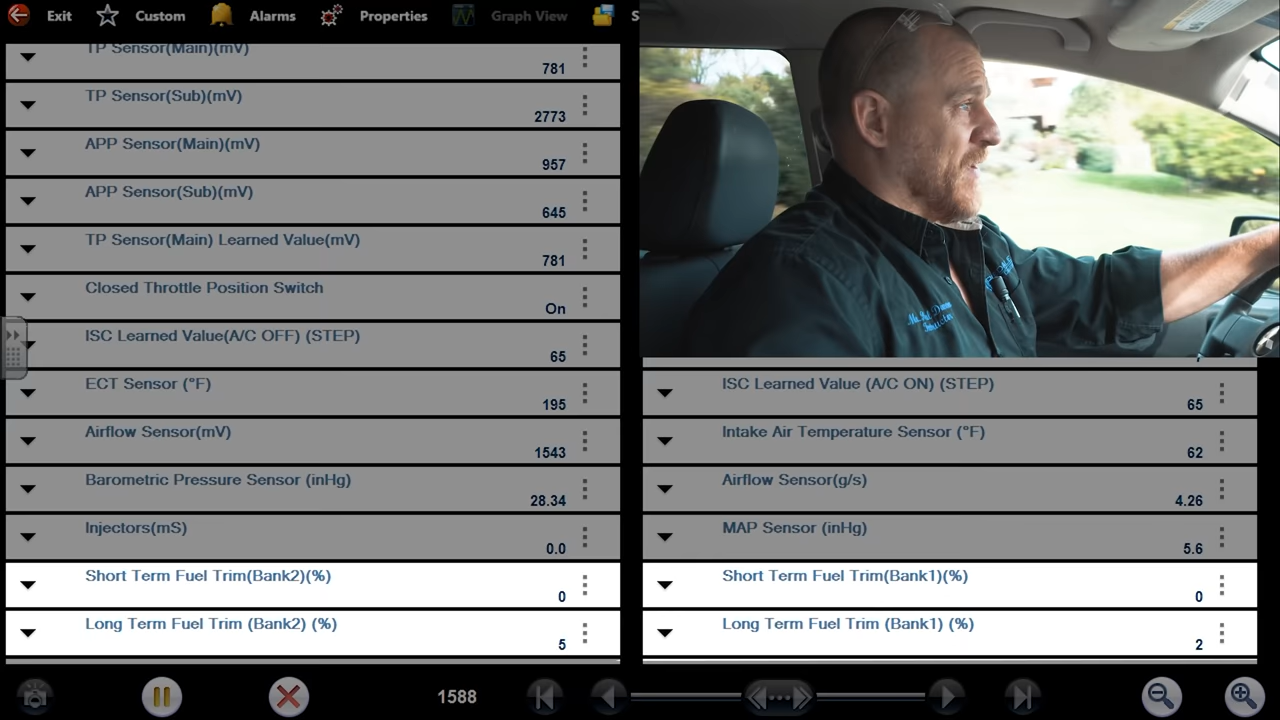 Exit Custom Alarms Properties Graph View S
TP Sensor(Main)(mV)
781
TP Sensor(Sub)(mV)
2773
APP Sensor(Main)(mV)
957
APP Sensor(Sub)(mV)
645
TP Sensor(Main) Learned Value(mV)
781
Closed Throttle Position Switch
On
ISC Learned Value(A/C OFF) (STEP)
65
ECT Sensor (°F)
195
Airflow Sensor(mV)
1543
Barometric Pressure Sensor (inHg)
28.34
Injectors(mS)
0.0
Short Term Fuel Trim(Bank2)(%)
0
Long Term Fuel Trim (Bank2) (%)
5
ISC Learned Value (A/C ON) (STEP)
65
Intake Air Temperature Sensor (°F)
62
Airflow Sensor(g/s)
4.26
MAP Sensor (inHg)
5.6
Short Term Fuel Trim(Bank1)(%)
0
Long Term Fuel Trim (Bank1) (%)
2
1588